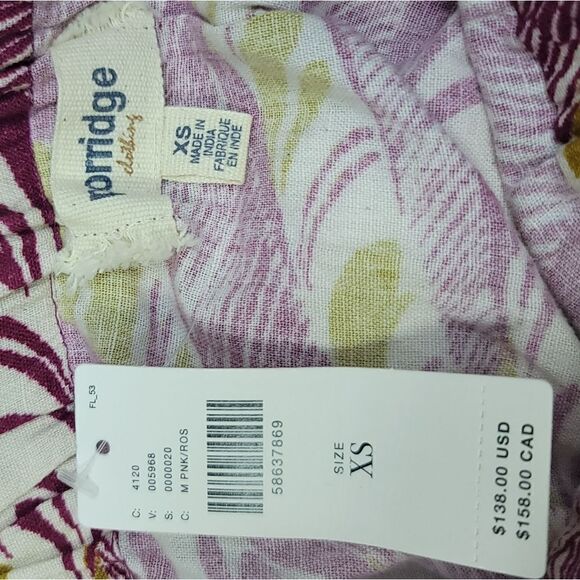 porridge
clothing
XS
MADE IN
INDIA
FABRIQUE
EN INDE
FL_53
C: 4120
V: 005968
S: 0000020
C: M PNK/ROS
58637869
SIZE
XS
$138.00 USD
$158.00 CAD